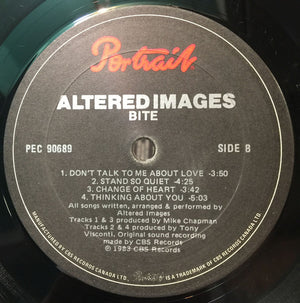 Portrait
ALTERED IMAGES
BITE
PEC 90689 SIDE B
1. DON'T TALK TO ME ABOUT LOVE -3:50
2. STAND SO QUIET -4:25
3. CHANGE OF HEART -3:42
4. THINKING ABOUT YOU -5:03
All songs written, arranged & performed by
Altered Images
Tracks 1 & 3 produced by Mike Chapman
Tracks 2 & 4 produced by Tony
Visconti. Original sound recording
made by CBS Records
© 1983 CBS Records
MANUFACTURED BY CBS RECORDS CANADA LTD. Portrait IS A TRADEMARK OF CBS RECORDS CANADA LTD.